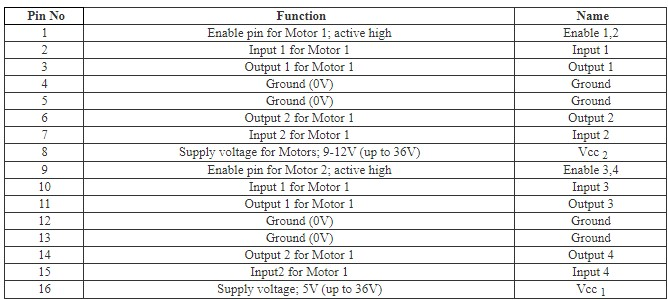 Pin No Function Name
1 Enable pin for Motor 1; active high Enable 1,2
2 Input 1 for Motor 1 Input 1
3 Output 1 for Motor 1 Output 1
4 Ground (0V) Ground
5 Ground (0V) Ground
6 Output 2 for Motor 1 Output 2
7 Input 2 for Motor 1 Input 2
8 Supply voltage for Motors; 9-12V (up to 36V) Vcc 2
9 Enable pin for Motor 2; active high Enable 3,4
10 Input 1 for Motor 1 Input 3
11 Output 1 for Motor 1 Output 3
12 Ground (0V) Ground
13 Ground (0V) Ground
14 Output 2 for Motor 1 Output 4
15 Input2 for Motor 1 Input 4
16 Supply voltage; 5V (up to 36V) Vcc 1